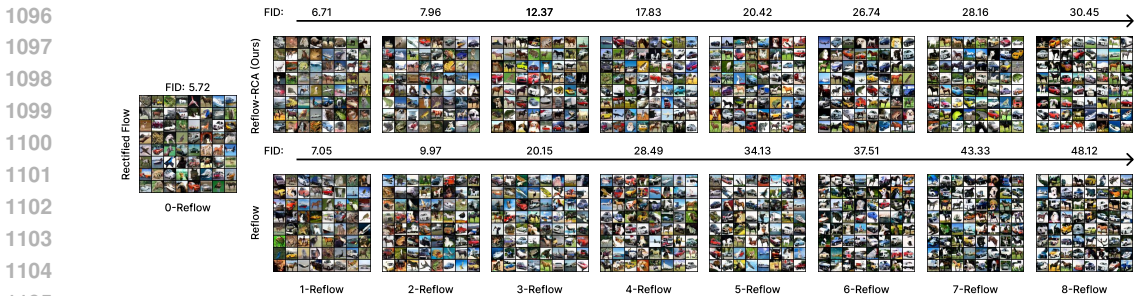 1096
FID: 6.71 7.96 12.37 17.83 20.42 26.74 28.16 30.45
1097
1098
1099
FID: 5.72
Reflow-RCA (Ours)
1100
Rectified Flow
1101
FID: 7.05 9.97 20.15 28.49 34.13 37.51 43.33 48.12
1102
0-Reflow
Reflow
1103
1104
1-Reflow 2-Reflow 3-Reflow 4-Reflow 5-Reflow 6-Reflow 7-Reflow 8-Reflow